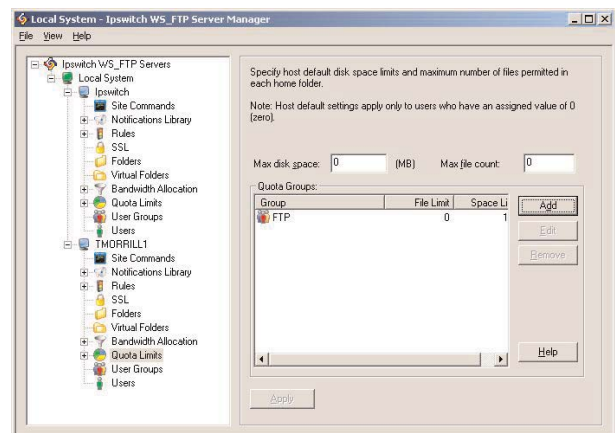 Local System - Ipswitch WS_FTP Server Manager
File View Help
Ipswitch WS_FTP Servers
Local System
Ipswitch
Site Commands
Notifications Library
Rules
SSL
Folders
Virtual Folders
Bandwidth Allocation
Quota Limits
User Groups
Users
TMORRILL1
Site Commands
Notifications Library
Rules
SSL
Folders
Virtual Folders
Bandwidth Allocation
Quota Limits
User Groups
Users
Specify host default disk space limits and maximum number of files permitted in
each home folder.
Note: Host default settings apply only to users who have an assigned value of 0
(zero).
Max disk space: 0 (MB) Max file count: 0
Quota Groups:
Group File Limit Space Li
FTP 0 1
Add
Edit
Remove
Help
Apply